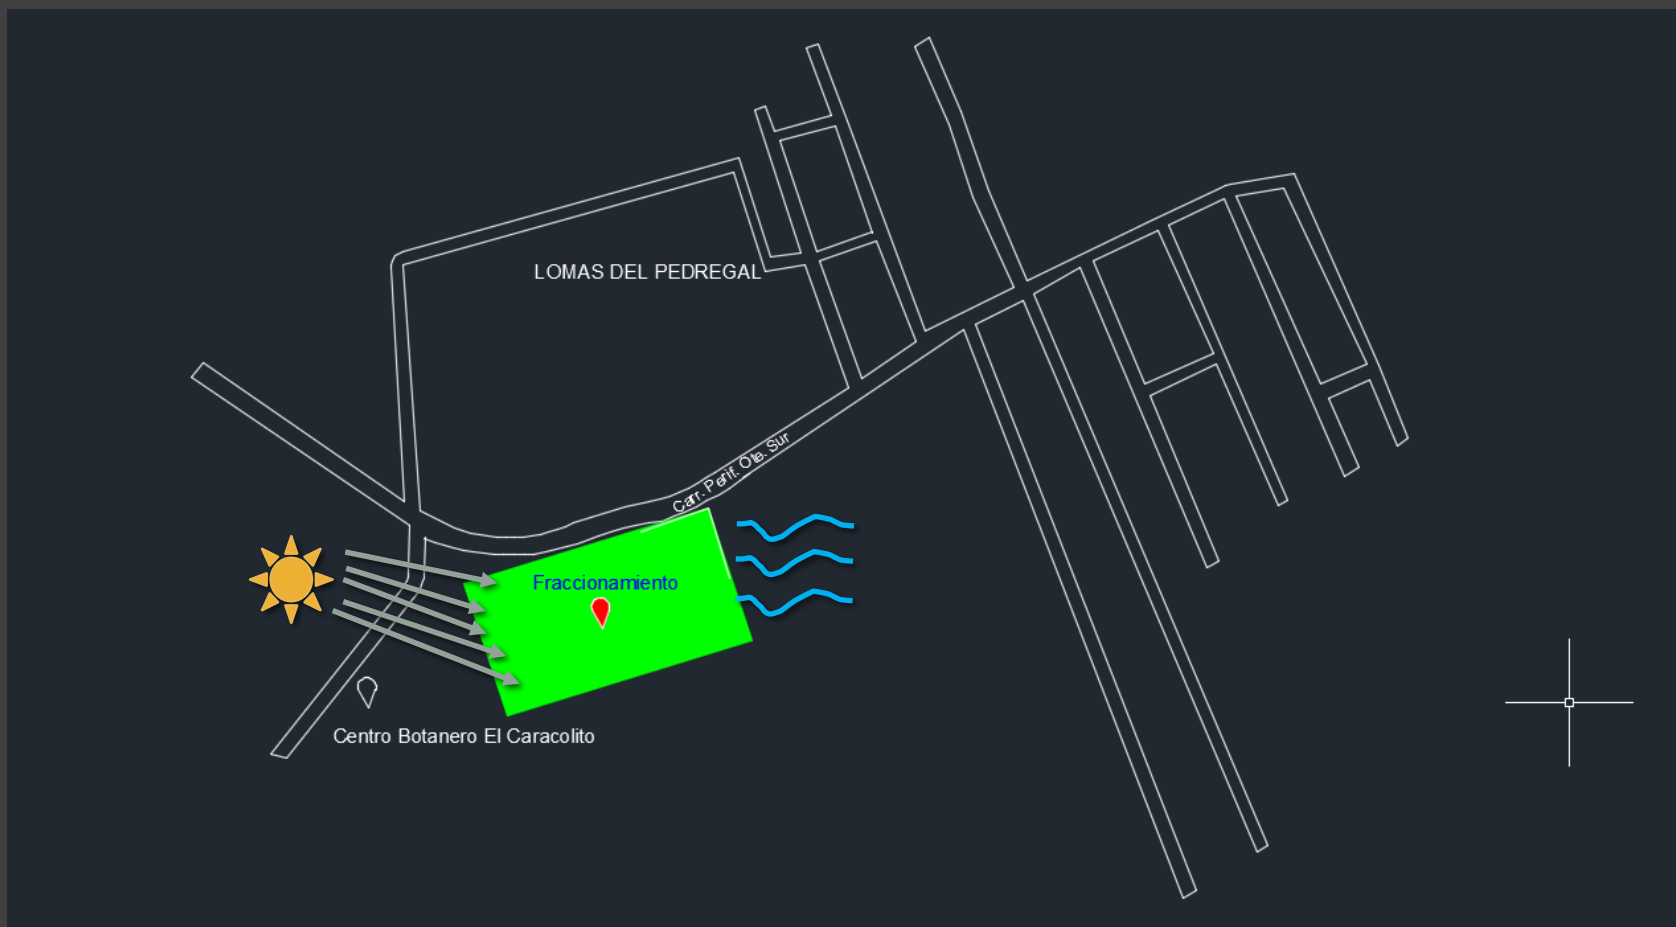 LOMAS DEL PEDREGAL
Carr. Perif. Ote. Sur
Fraccionamiento
Centro Botanero El Caracolito